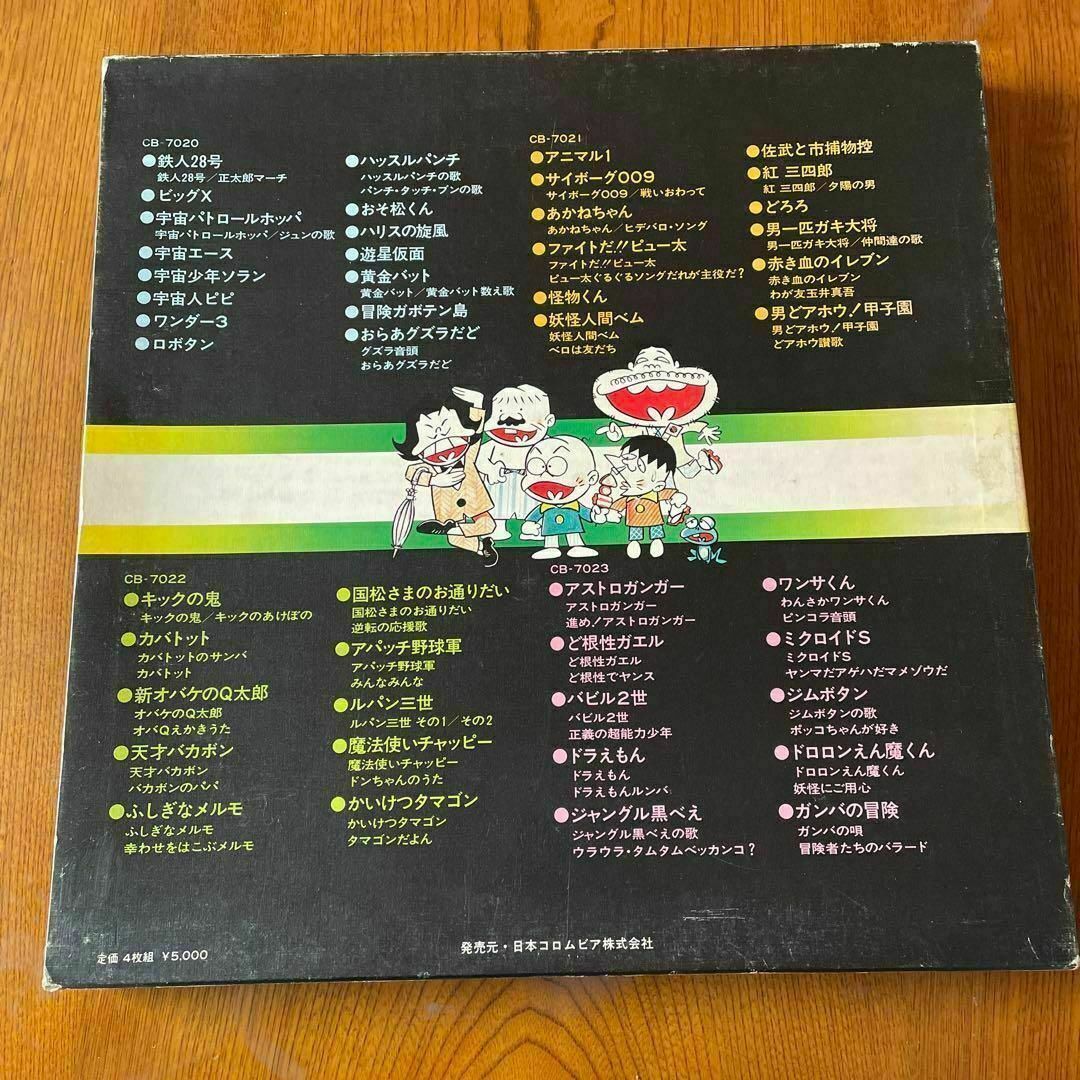 CB-7020
●鉄人28号
鉄人28号／正太郎マーチ
●ビッグX
●宇宙パトロールホッパ
宇宙パトロールホッパ／ジュンの歌
●宇宙エース
●宇宙少年ソラン
●宇宙人ピピ
●ワンダー3
●ロボタン
●ハッスルパンチ
ハッスルパンチの歌
パンチ・タッチ・ブンの歌
●おそ松くん
●ハリスの旋風
●遊星仮面
●黄金バット
黄金バット／黄金バット数え歌
●冒険ガボテン島
●おらあグズラだど
グズラ音頭
おらあグズラだど
CB-7021
●アニマル1
●サイボーグ009
サイボーグ009／戦いおわって
●あかねちゃん
あかねちゃん／ヒデバロ・ソング
●ファイトだ!!ピュー太
ファイトだ!!ピュー太
ピュー太ぐるぐるソングだれが主役だ？
●怪物くん
●妖怪人間ベム
妖怪人間ベム
ベロは友だち
●佐武と市捕物控
●紅 三四郎
紅 三四郎／夕陽の男
●どろろ
●男一匹ガキ大将
男一匹ガキ大将／仲間達の歌
●赤き血のイレブン
赤き血のイレブン
わが友玉井真吾
●男どアホウ！甲子園
男どアホウ！甲子園
どアホウ讃歌
CB-7022
●キックの鬼
キックの鬼／キックのあけぼの
●カバトット
カバトットのサンバ
カバトット
●新オバケのQ太郎
オバケのQ太郎
オバQえかきうた
●天才バカボン
天才バカボン
バカボンのパパ
●ふしぎなメルモ
ふしぎなメルモ
幸わせをはこぶメルモ
●国松さまのお通りだい
国松さまのお通りだい
逆転の応援歌
●アパッチ野球軍
アパッチ野球軍
みんなみんな
●ルパン三世
ルパン三世 その1／その2
●魔法使いチャッピー
魔法使いチャッピー
ドンちゃんのうた
●かいけつタマゴン
かいけつタマゴン
タマゴンだよん
CB-7023
●アストロガンガー
アストロガンガー
進め！アストロガンガー
●ど根性ガエル
ど根性ガエル
ど根性でヤンス
●バビル2世
バビル2世
正義の超能力少年
●ドラえもん
ドラえもん
ドラえもんルンバ
●ジャングル黒べえ
ジャングル黒べえの歌
ウラウラ・タムタムベッカンコ？
●ワンサくん
わんさかワンサくん
ピンコラ音頭
●ミクロイドS
ミクロイドS
ヤンマだアゲハだマメゾウだ
●ジムボタン
ジムボタンの歌
ポッコちゃんが好き
●ドロロンえん魔くん
ドロロンえん魔くん
妖怪にご用心
●ガンバの冒険
ガンバの唄
冒険者たちのバラード
定価 4枚組 ￥5,000
発売元・日本コロムビア株式会社